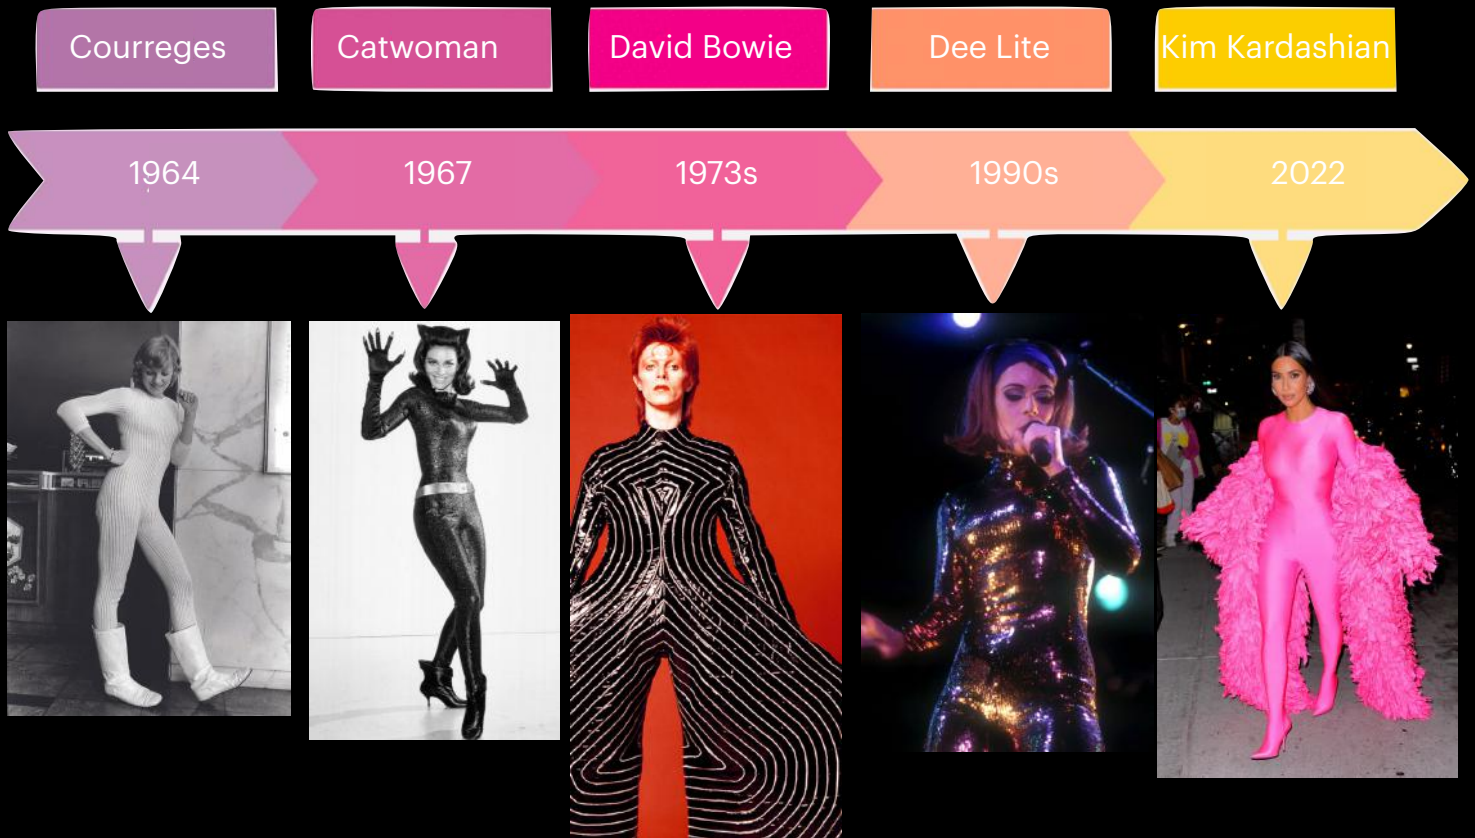 Courreges
Catwoman
David Bowie
Dee Lite
Kim Kardashian
1964
1967
1973s
1990s
2022